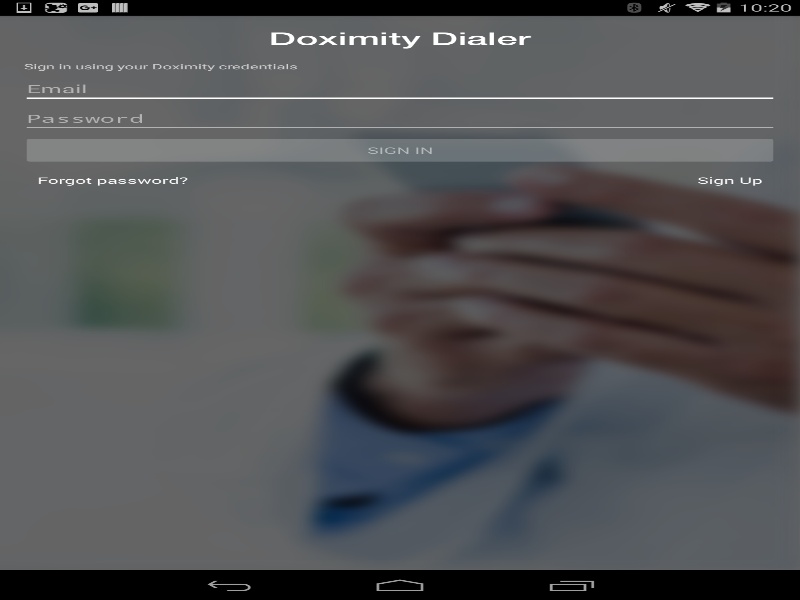 10:20
Doximity Dialer
Sign in using your Doximity credentials
Email
Password
SIGN IN
Forgot password? Sign Up